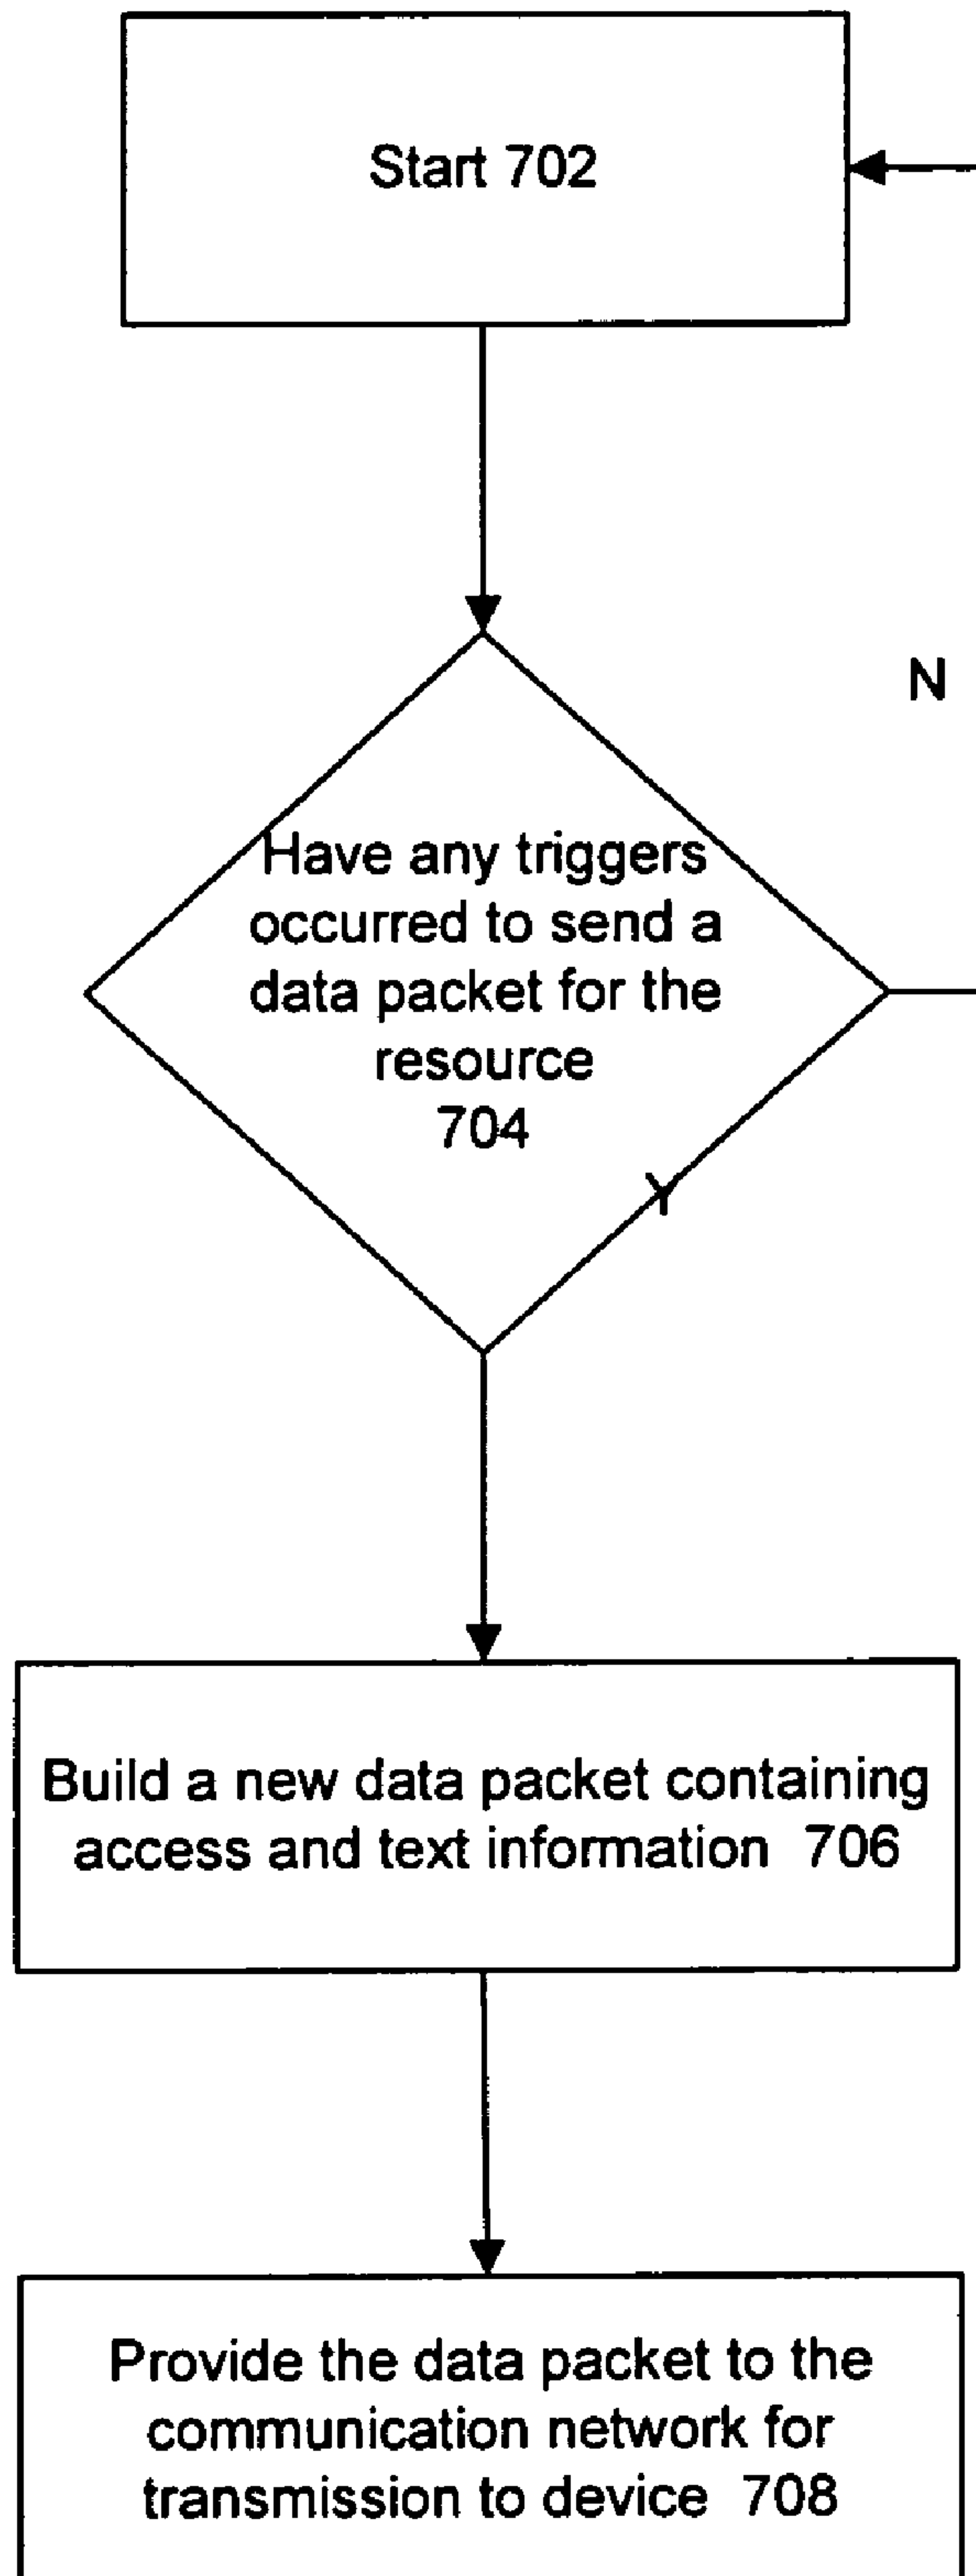 Start 702
N
Have any triggers
occurred to send a
data packet for the
resource
704
Y
Build a new data packet containing
access and text information 706
Provide the data packet to the
communication network for
transmission to device 708